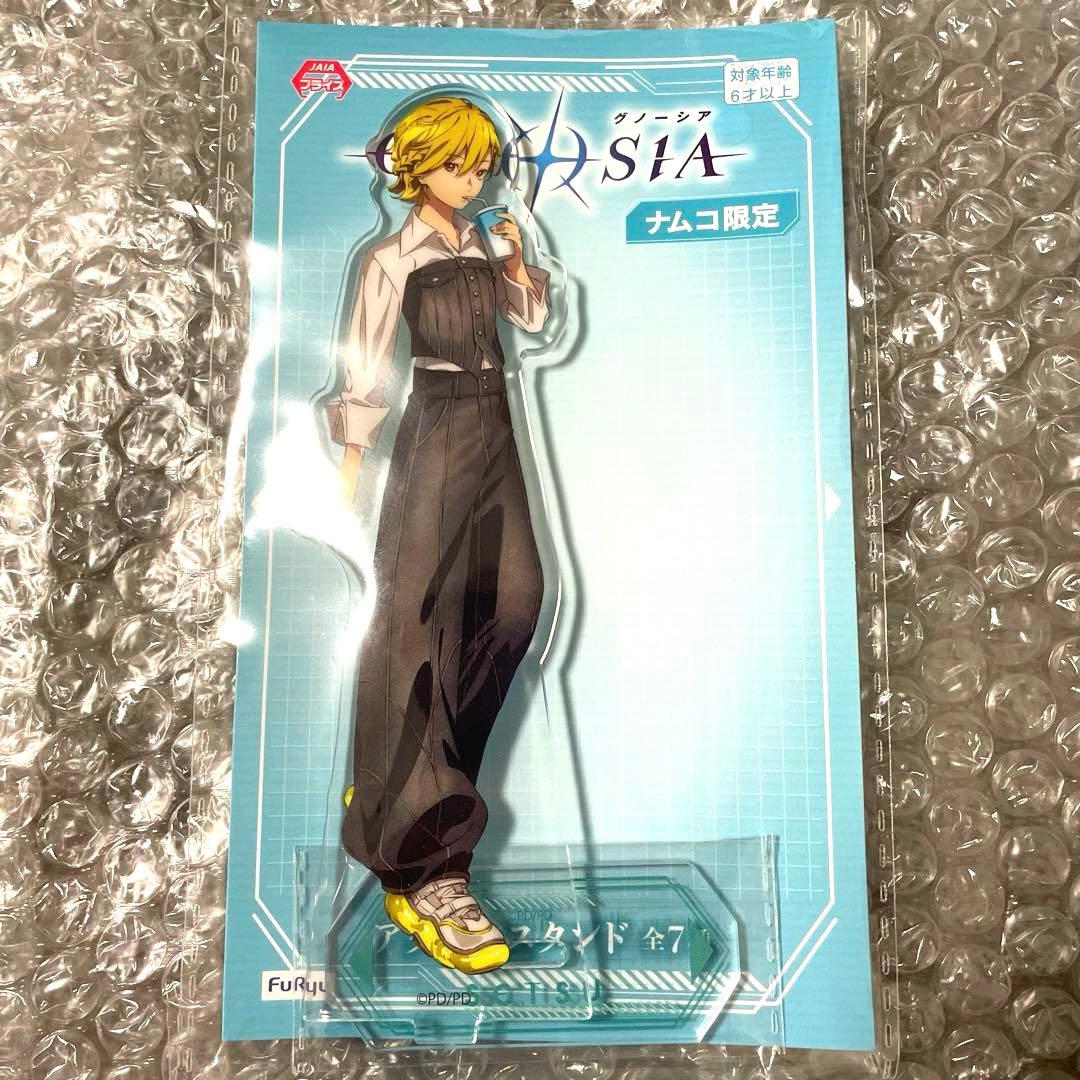 JAIA
プライズ
対象年齢
6才以上
グノーシア
SIA
ナムコ限定
©PD/PD
スタンド 全7
FuRyu
©PD/PD
SETSU